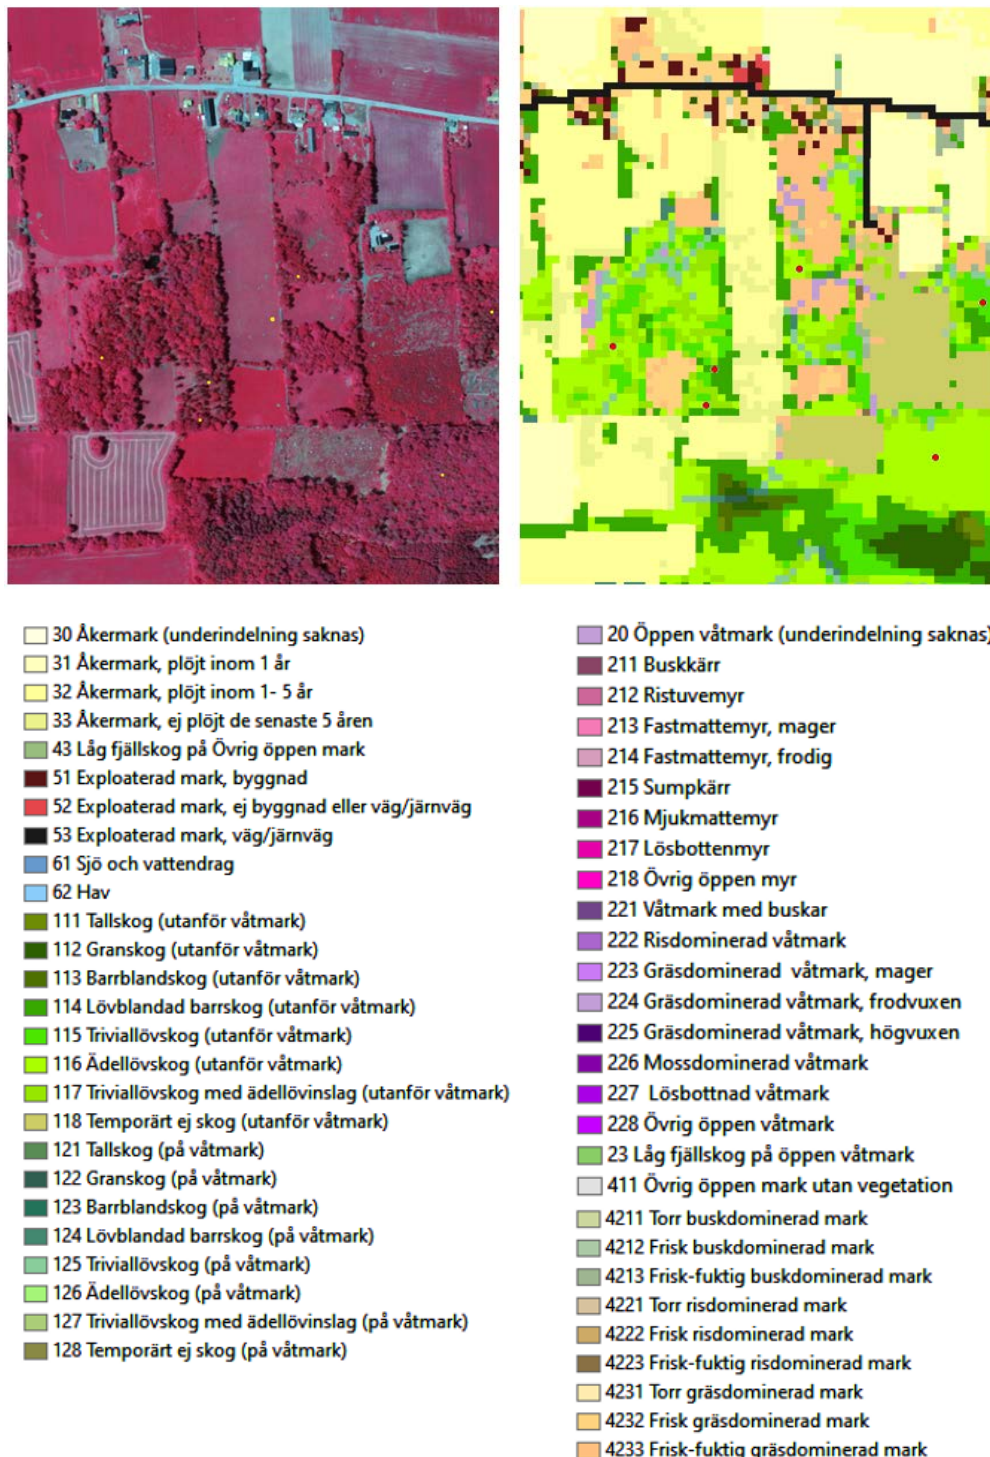 30 Åkermark (underindelning saknas)
31 Åkermark, plöjt inom 1 år
32 Åkermark, plöjt inom 1- 5 år
33 Åkermark, ej plöjt de senaste 5 åren
43 Låg fjällskog på Övrig öppen mark
51 Exploaterad mark, byggnad
52 Exploaterad mark, ej byggnad eller väg/järnväg
53 Exploaterad mark, väg/järnväg
61 Sjö och vattendrag
62 Hav
111 Tallskog (utanför våtmark)
112 Granskog (utanför våtmark)
113 Barrblandskog (utanför våtmark)
114 Lövblandad barrskog (utanför våtmark)
115 Triviallövskog (utanför våtmark)
116 Ädellövskog (utanför våtmark)
117 Triviallövskog med ädellövinslag (utanför våtmark)
118 Temporärt ej skog (utanför våtmark)
121 Tallskog (på våtmark)
122 Granskog (på våtmark)
123 Barrblandskog (på våtmark)
124 Lövblandad barrskog (på våtmark)
125 Triviallövskog (på våtmark)
126 Ädellövskog (på våtmark)
127 Triviallövskog med ädellövinslag (på våtmark)
128 Temporärt ej skog (på våtmark)
20 Öppen våtmark (underindelning saknas)
211 Buskkärr
212 Ristuvemyr
213 Fastmattemyr, mager
214 Fastmattemyr, frodig
215 Sumpkärr
216 Mjukmattemyr
217 Lösbottenmyr
218 Övrig öppen myr
221 Våtmark med buskar
222 Risdominerad våtmark
223 Gräsdominerad våtmark, mager
224 Gräsdominerad våtmark, frodvuxen
225 Gräsdominerad våtmark, högvuxen
226 Mossdominerad våtmark
227 Lösbottnad våtmark
228 Övrig öppen våtmark
23 Låg fjällskog på öppen våtmark
411 Övrig öppen mark utan vegetation
4211 Torr buskdominerad mark
4212 Frisk buskdominerad mark
4213 Frisk-fuktig buskdominerad mark
4221 Torr risdominerad mark
4222 Frisk risdominerad mark
4223 Frisk-fuktig risdominerad mark
4231 Torr gräsdominerad mark
4232 Frisk gräsdominerad mark
4233 Frisk-fuktig gräsdominerad mark